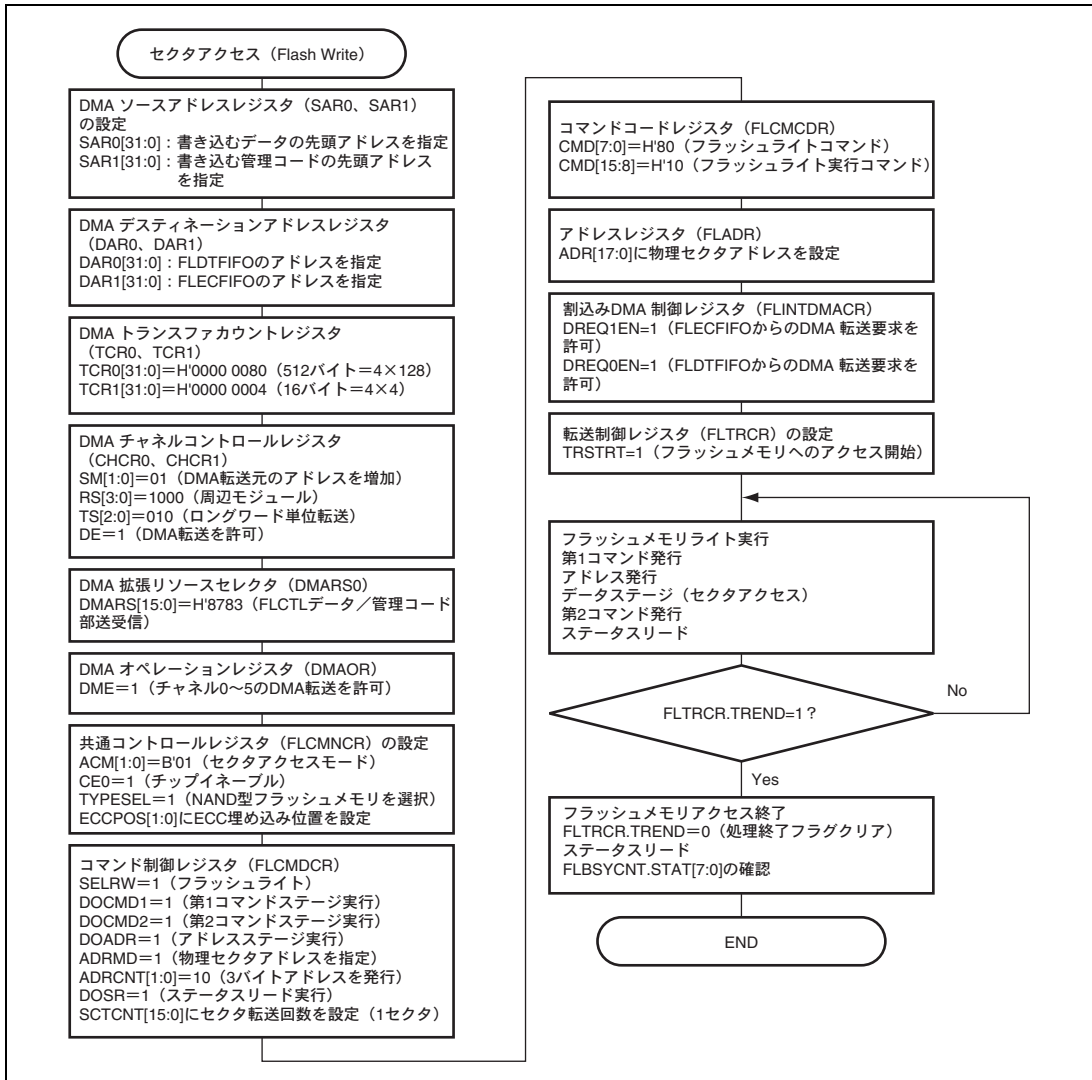 セクタアクセス（Flash Write）
DMA ソースアドレスレジスタ（SAR0、SAR1）
の設定
SAR0[31:0]：書き込むデータの先頭アドレスを指定
SAR1[31:0]：書き込む管理コードの先頭アドレス
を指定
DMA デスティネーションアドレスレジスタ
（DAR0、DAR1）
DAR0[31:0]：FLDTFIFOのアドレスを指定
DAR1[31:0]：FLECFIFOのアドレスを指定
DMA トランスファカウントレジスタ
（TCR0、TCR1）
TCR0[31:0]＝H'0000 0080（512バイト＝4×128）
TCR1[31:0]＝H'0000 0004（16バイト＝4×4）
DMA チャネルコントロールレジスタ
（CHCR0、CHCR1）
SM[1:0]＝01（DMA転送元のアドレスを増加）
RS[3:0]＝1000（周辺モジュール）
TS[2:0]＝010（ロングワード単位転送）
DE＝1（DMA転送を許可）
DMA 拡張リソースセレクタ（DMARS0）
DMARS[15:0]＝H'8783（FLCTLデータ／管理コード
部送受信）
DMA オペレーションレジスタ（DMAOR）
DME＝1（チャネル0～5のDMA転送を許可）
共通コントロールレジスタ（FLCMNCR）の設定
ACM[1:0]＝B'01（セクタアクセスモード）
CE0＝1（チップイネーブル）
TYPESEL＝1（NAND型フラッシュメモリを選択）
ECCPOS[1:0]にECC埋め込み位置を設定
コマンド制御レジスタ（FLCMDCR）
SELRW＝1（フラッシュライト）
DOCMD1＝1（第1コマンドステージ実行）
DOCMD2＝1（第2コマンドステージ実行）
DOADR＝1（アドレスステージ実行）
ADRMD＝1（物理セクタアドレスを指定）
ADRCNT[1:0]＝10（3バイトアドレスを発行）
DOSR＝1（ステータスリード実行）
SCTCNT[15:0]にセクタ転送回数を設定（1セクタ）
コマンドコードレジスタ（FLCMCDR）
CMD[7:0]＝H'80（フラッシュライトコマンド）
CMD[15:8]＝H'10（フラッシュライト実行コマンド）
アドレスレジスタ（FLADR）
ADR[17:0]に物理セクタアドレスを設定
割込みDMA 制御レジスタ（FLINTDMACR）
DREQ1EN=1（FLECFIFOからのDMA 転送要求を
許可）
DREQ0EN=1（FLDTFIFOからのDMA 転送要求を
許可）
転送制御レジスタ（FLTRCR）の設定
TRSTRT=1（フラッシュメモリへのアクセス開始）
フラッシュメモリライト実行
第1コマンド発行
アドレス発行
データステージ（セクタアクセス）
第2コマンド発行
ステータスリード
FLTRCR.TREND=1？
No
Yes
フラッシュメモリアクセス終了
FLTRCR.TREND＝0（処理終了フラグクリア）
ステータスリード
FLBSYCNT.STAT[7:0]の確認
END